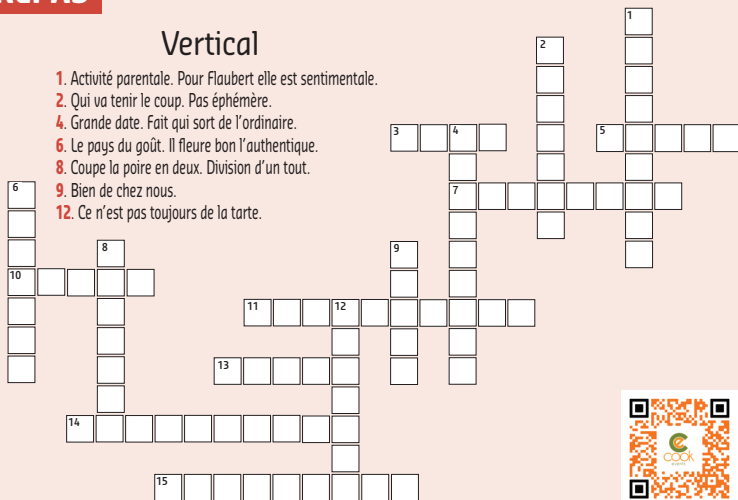 Vertical
1. Activité parentale. Pour Flaubert elle est sentimentale.
2. Qui va tenir le coup. Pas éphémère.
4. Grande date. Fait qui sort de l'ordinaire.
6. Le pays du goût. Il fleure bon l'authentique.
8. Coupe la poire en deux. Division d'un tout.
9. Bien de chez nous.
12. Ce n'est pas toujours de la tarte.
1
2
3 4 5
6 7
8 9
10
11 12
13
14
15
cook
events